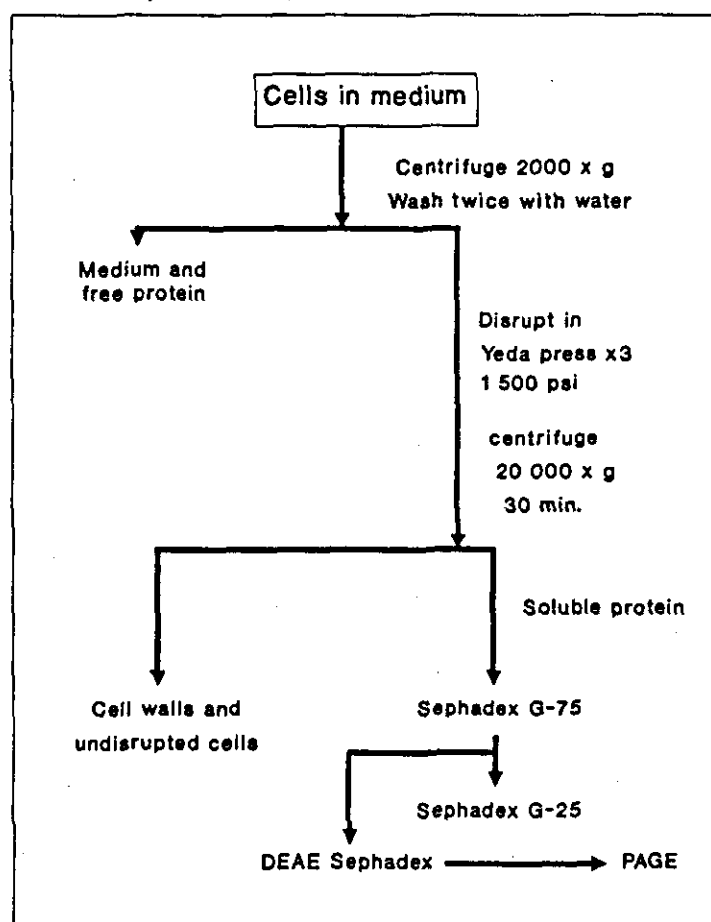 Cells in medium
Centrifuge 2000 x g
Wash twice with water
Medium and
free protein
Disrupt in
Yeda press x3
1 500 psi
centrifuge
20 000 x g
30 min.
Soluble protein
Cell walls and
undisrupted cells
Sephadex G-75
Sephadex G-25
DEAE Sephadex
PAGE